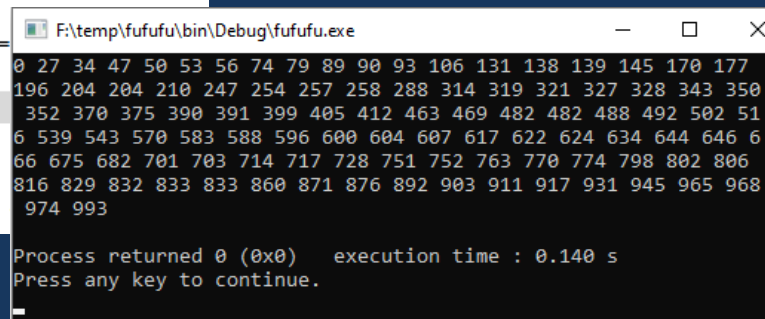 F:\temp\fufufu\bin\Debug\fufufu.exe
=
0 27 34 47 50 53 56 74 79 89 90 93 106 131 138 139 145 170 177
196 204 204 210 247 254 257 258 288 314 319 321 327 328 343 350
352 370 375 390 391 399 405 412 463 469 482 482 488 492 502 51
6 539 543 570 583 588 596 600 604 607 617 622 624 634 644 646 6
66 675 682 701 703 714 717 728 751 752 763 770 774 798 802 806
816 829 832 833 833 860 871 876 892 903 911 917 931 945 965 968
974 993
Process returned 0 (0x0)   execution time : 0.140 s
Press any key to continue.